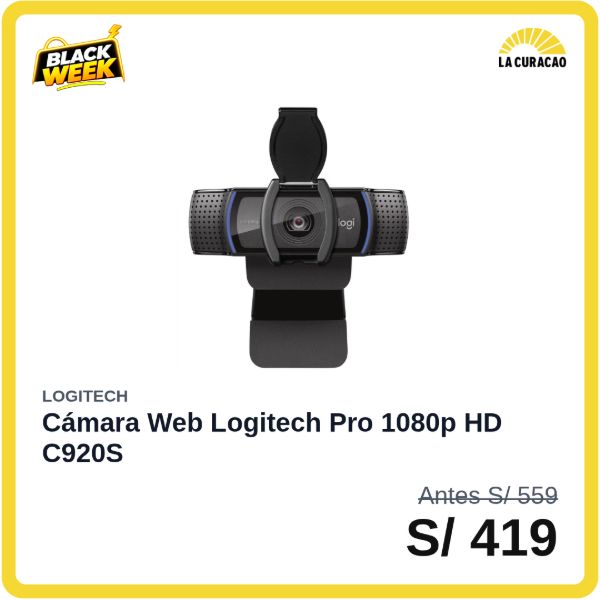 BLACK
WEEK
LA CURACAO
logi
LOGITECH
Cámara Web Logitech Pro 1080p HD
C920S
Antes S/ 559
S/ 419